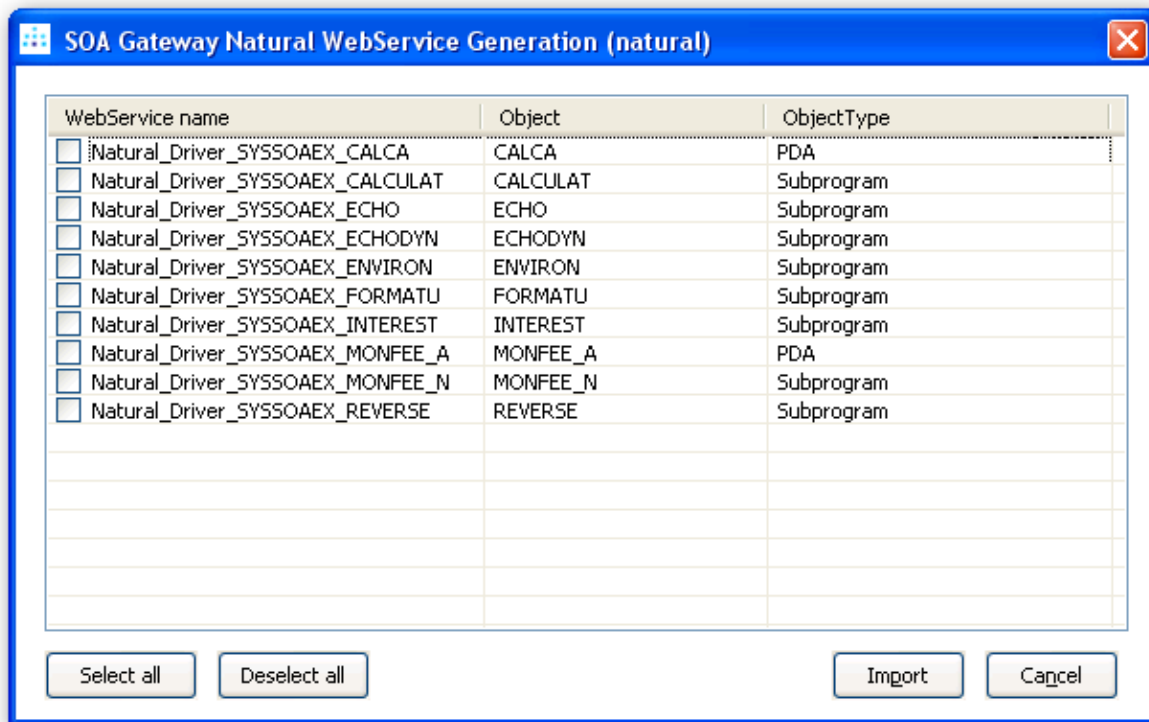 SOA Gateway Natural WebService Generation (natural)
WebService name Object ObjectType
Natural_Driver_SYSSOAEX_CALCA CALCA PDA
Natural_Driver_SYSSOAEX_CALCULAT CALCULAT Subprogram
Natural_Driver_SYSSOAEX_ECHO ECHO Subprogram
Natural_Driver_SYSSOAEX_ECHODYN ECHODYN Subprogram
Natural_Driver_SYSSOAEX_ENVIRON ENVIRON Subprogram
Natural_Driver_SYSSOAEX_FORMATU FORMATU Subprogram
Natural_Driver_SYSSOAEX_INTEREST INTEREST Subprogram
Natural_Driver_SYSSOAEX_MONFEE_A MONFEE_A PDA
Natural_Driver_SYSSOAEX_MONFEE_N MONFEE_N Subprogram
Natural_Driver_SYSSOAEX_REVERSE REVERSE Subprogram
Select all Deselect all Import Cancel